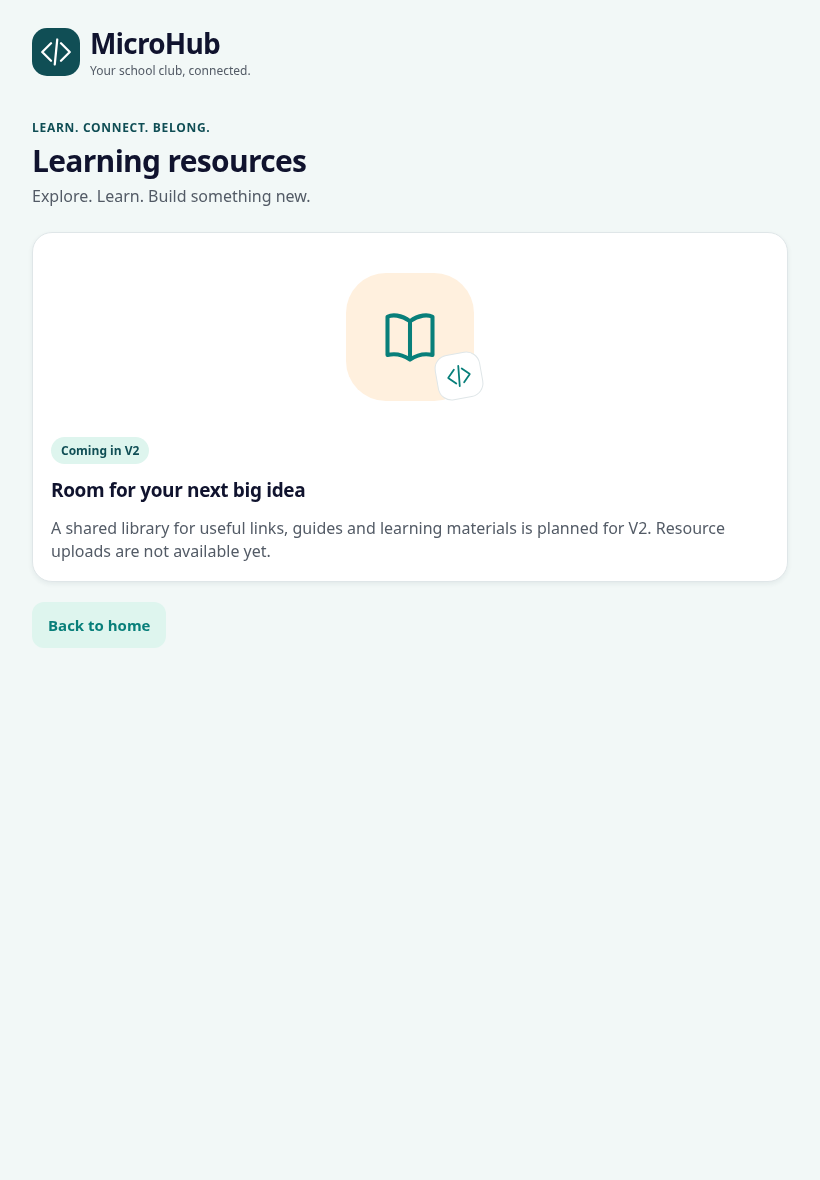 MicroHub
Your school club, connected.
LEARN. CONNECT. BELONG.
Learning resources
Explore. Learn. Build something new.
Coming in V2
Room for your next big idea
A shared library for useful links, guides and learning materials is planned for V2. Resource
uploads are not available yet.
Back to home